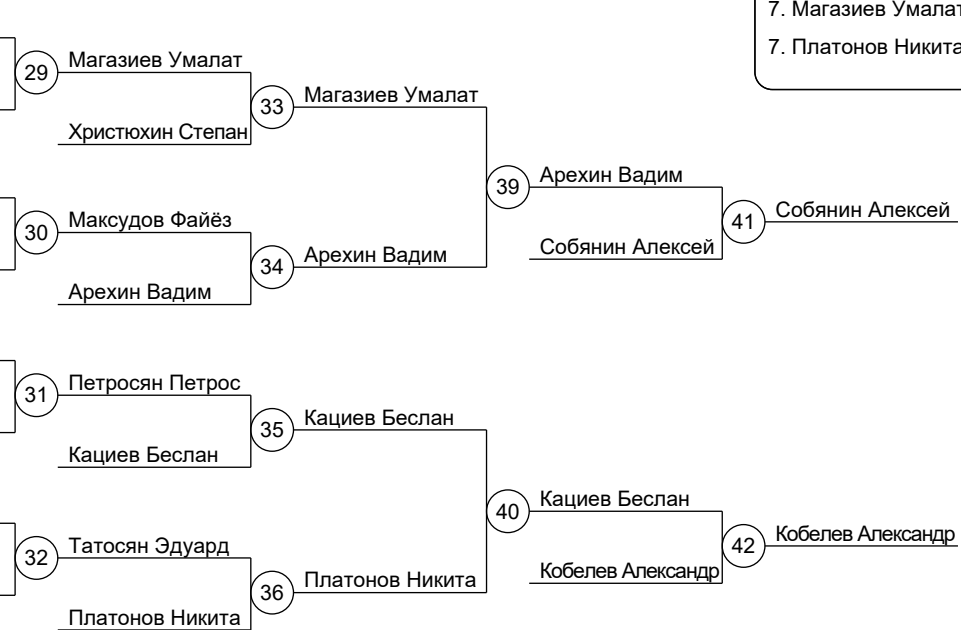 7. Магазиев Умалат
7. Платонов Никита
29
Магазиев Умалат
Христюхин Степан
33
Магазиев Умалат
30
Максудов Файёз
Арехин Вадим
34
Арехин Вадим
39
Арехин Вадим
Собянин Алексей
41
Собянин Алексей
31
Петросян Петрос
Кациев Беслан
35
Кациев Беслан
32
Татосян Эдуард
Платонов Никита
36
Платонов Никита
40
Кациев Беслан
Кобелев Александр
42
Кобелев Александр